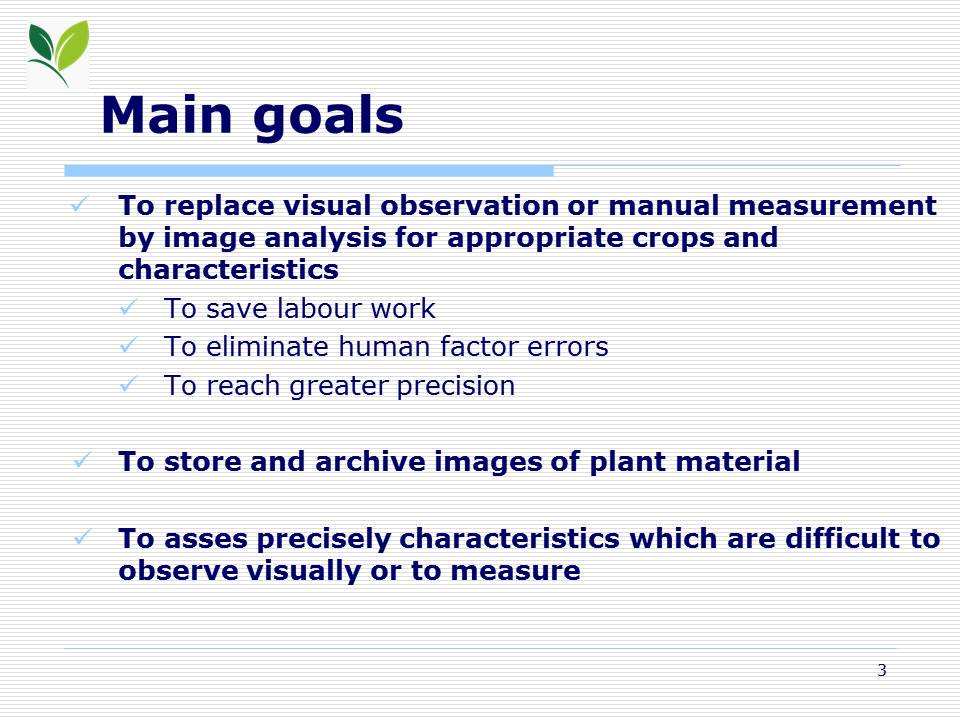 Main goals
To replace visual observation or manual measurement
by image analysis for appropriate crops and
characteristics
To save labour work
To eliminate human factor errors
To reach greater precision
To store and archive images of plant material
To asses precisely characteristics which are difficult to
observe visually or to measure
3